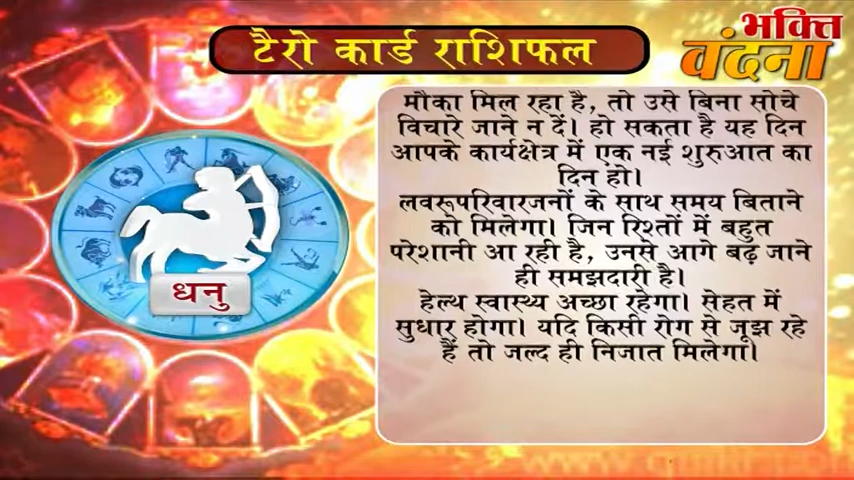 टैरो कार्ड राशिफल
भक्ति
वंदना
मौका मिल रहा है, तो उसे बिना सोचे
विचारे जाने न दें। हो सकता है यह दिन
आपके कार्यक्षेत्र में एक नई शुरुआत का
दिन हो।
लवरूपरिवारजनों के साथ समय बिताने
को मिलेगा। जिन रिश्तों में बहुत
परेशानी आ रही है, उनसे आगे बढ़ जाने
ही समझदारी है।
हेल्थ स्वास्थ्य अच्छा रहेगा। सेहत में
सुधार होगा। यदि किसी रोग से जूझ रहे
हैं तो जल्द ही निजात मिलेगा।
धनु